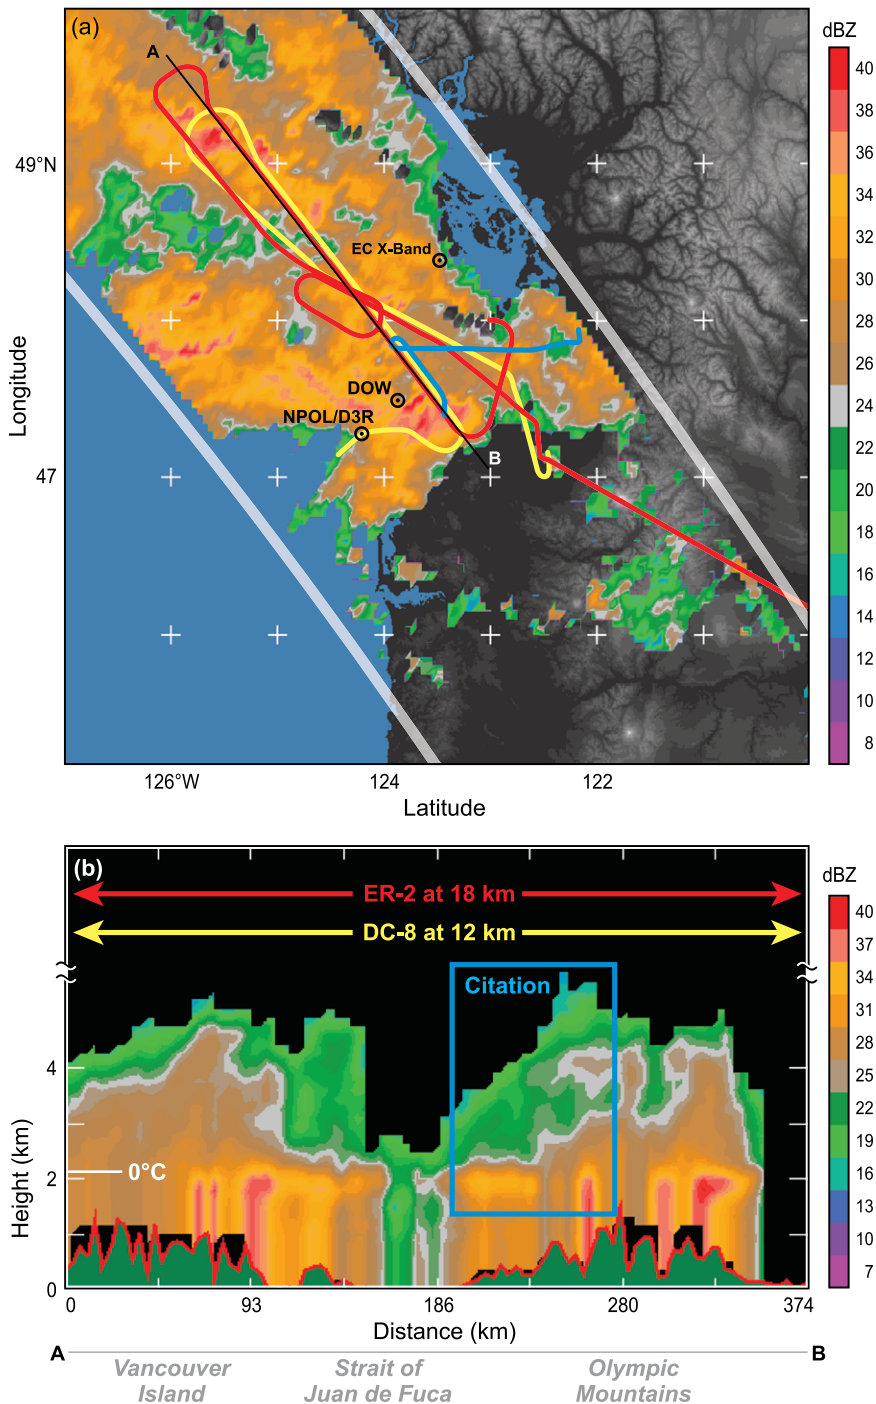 (a)
dBZ
A
40
38
36
34
32
30
28
26
24
22
20
18
16
14
12
10
8
49°N
47
EC X-Band
DOW
NPOL/D3R
B
Longitude
126°W
124
122
Latitude
(b)
dBZ
ER-2 at 18 km
DC-8 at 12 km
Citation
40
37
34
31
28
25
22
19
16
13
10
7
4
2
0
0°C
Height (km)
0
93
186
280
374
Distance (km)
A
B
Vancouver
Island
Strait of
Juan de Fuca
Olympic
Mountains